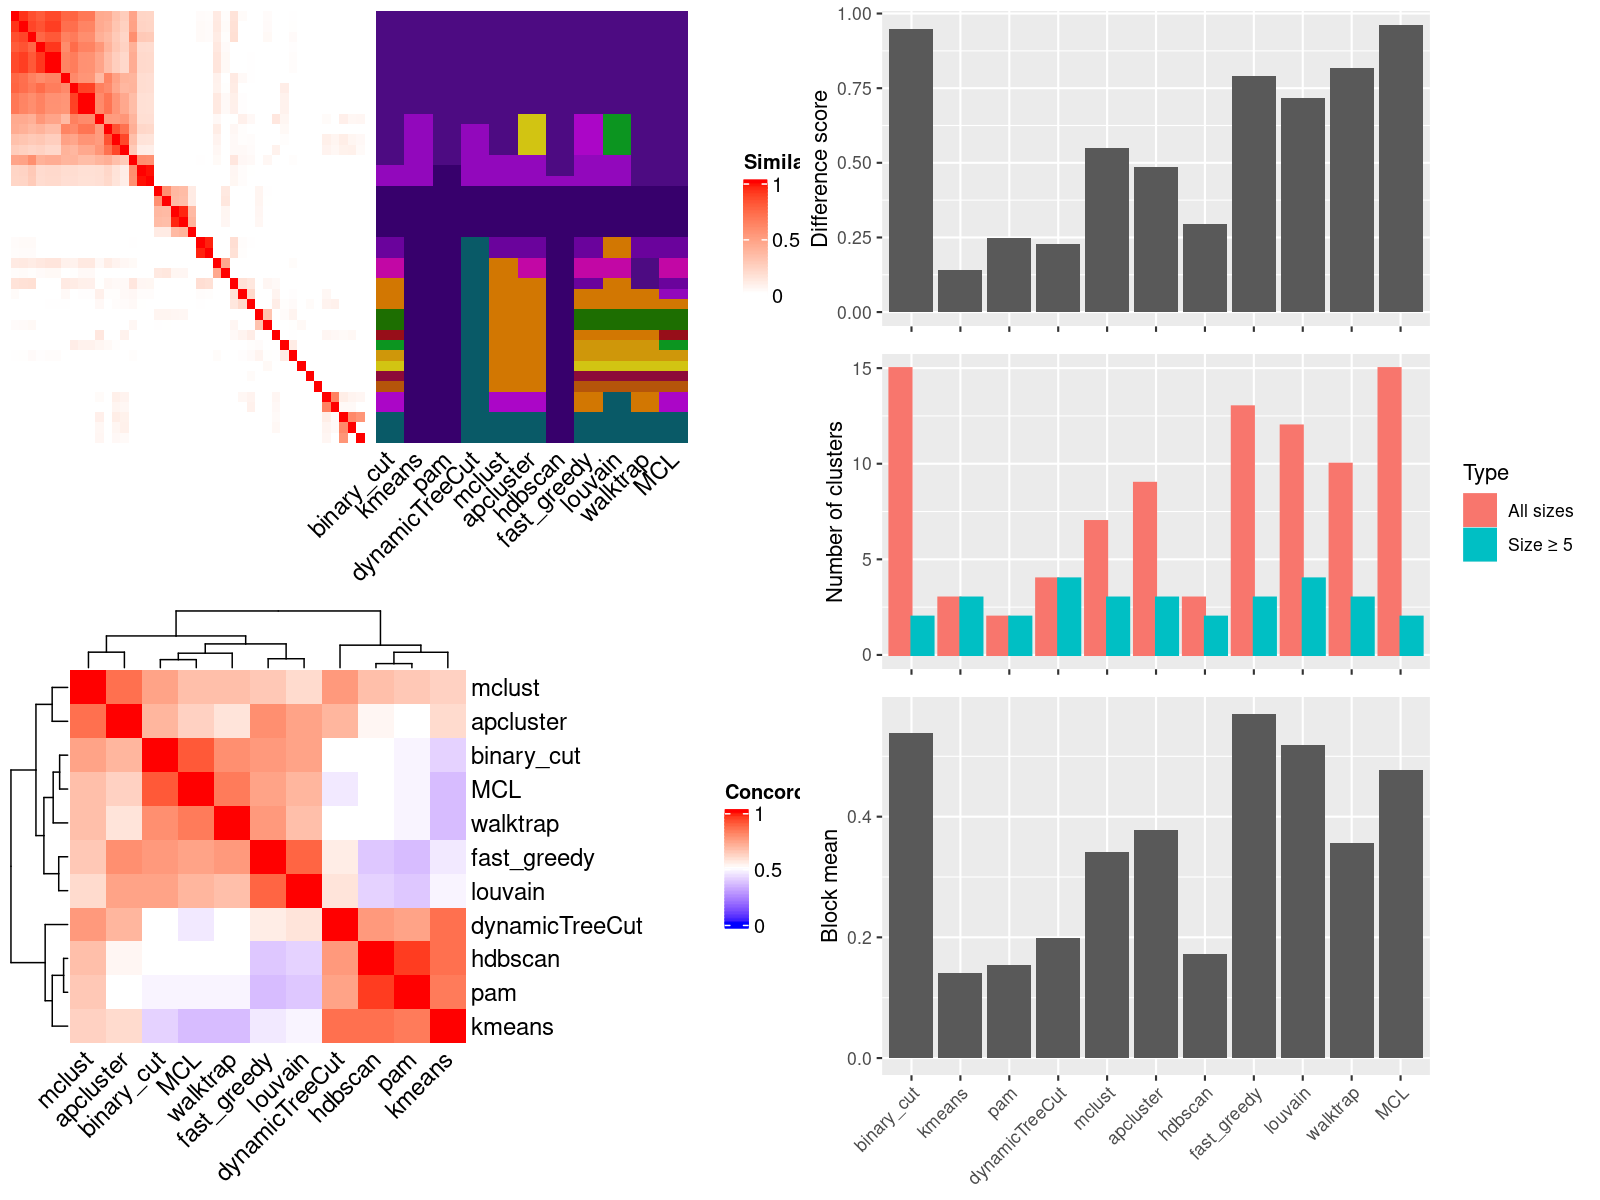 Simila
1
0.5
0
binary_cut
kmeans
pam
dynamicTreeCut
mclust
apcluster
hdbscan
fast_greedy
louvain
walktrap
MCL
mclust
apcluster
binary_cut
MCL
walktrap
fast_greedy
louvain
dynamicTreeCut
hdbscan
pam
kmeans
mclust
apcluster
binary_cut
MCL
walktrap
fast_greedy
louvain
dynamicTreeCut
hdbscan
pam
kmeans
Concord
1
0.5
0
Difference score
1.00
0.75
0.50
0.25
0.00
Number of clusters
15
10
5
0
Type
All sizes
Size ≥ 5
Block mean
0.4
0.2
0.0
binary_cut
kmeans
pam
dynamicTreeCut
mclust
apcluster
hdbscan
fast_greedy
louvain
walktrap
MCL